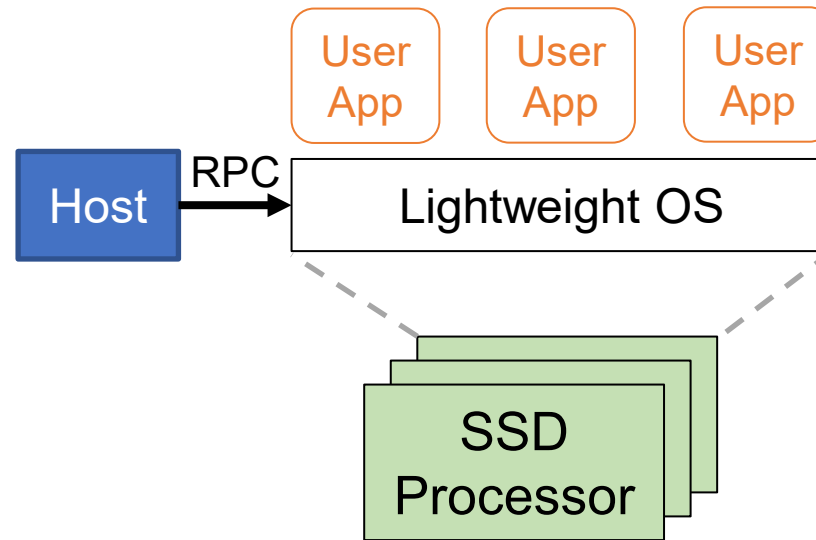 User
App
User
App
User
App
Host
RPC
Lightweight OS
SSD
Processor